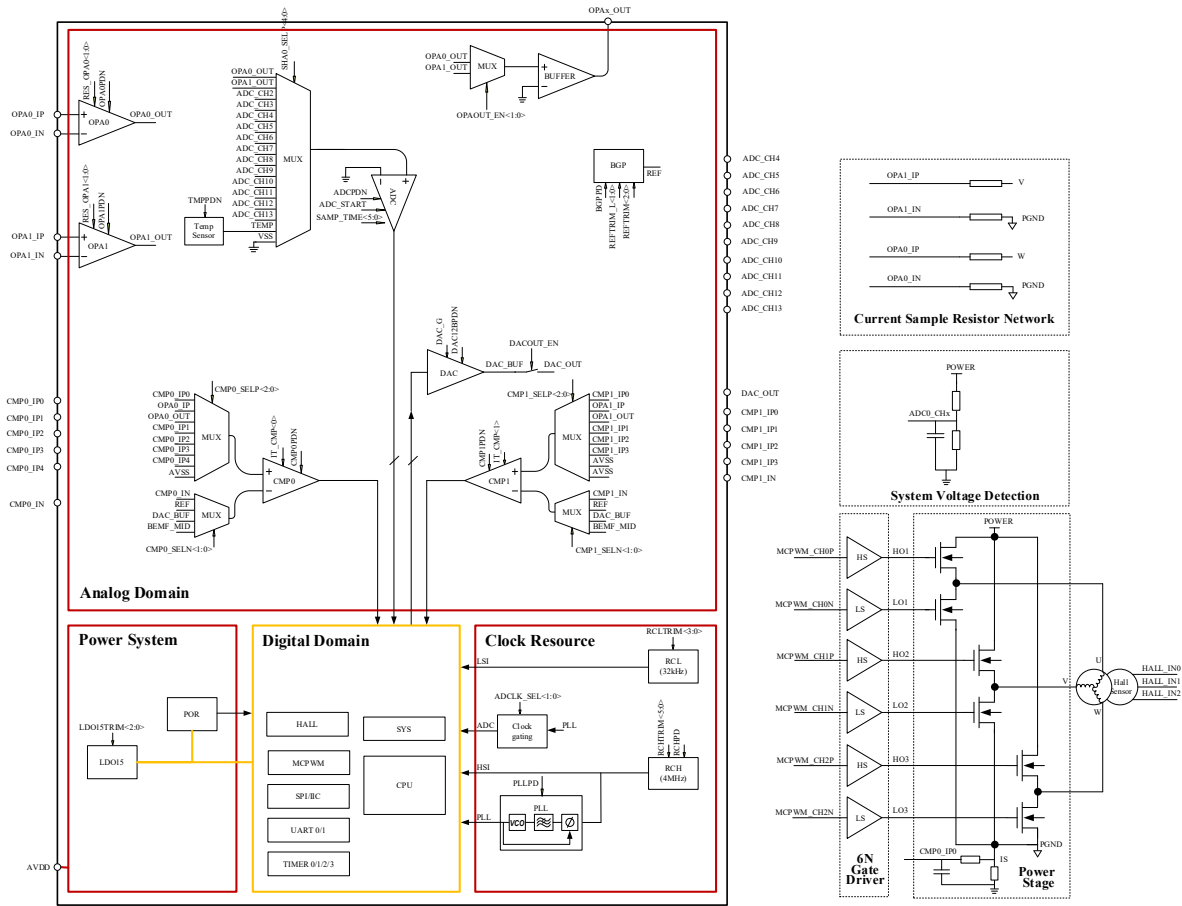 OPAx_OUT
SHA0_SELP<4:0>
RES_OPA0<1:0>
OPA0PDN
OPA0_IP
OPA0_IN
OPA0
OPA0_OUT
RES_OPA1<1:0>
OPA1PDN
OPA1_IP
OPA1_IN
OPA1
OPA1_OUT
OPA0_OUT
OPA1_OUT
ADC_CH2
ADC_CH3
ADC_CH4
ADC_CH5
ADC_CH6
ADC_CH7
ADC_CH8
ADC_CH9
ADC_CH10
ADC_CH11
ADC_CH12
ADC_CH13
TEMP
VSS
MUX
TMPPDN
Temp
Sensor
ADCPDN
ADC_START
SAMP_TIME<5:0>
ADC
OPA0_OUT
OPA1_OUT
MUX
BUFFER
OPAOUT_EN<1:0>
BGP
REF
BGPPD
REFTRIM_L<1:0>
REFTRIM<2:0>
ADC_CH4
ADC_CH5
ADC_CH6
ADC_CH7
ADC_CH8
ADC_CH9
ADC_CH10
ADC_CH11
ADC_CH12
ADC_CH13
DAC_G
DAC12BPDN
DAC
DAC_BUF
DACOUT_EN
DAC_OUT
CMP0_IP0
CMP0_IP1
CMP0_IP2
CMP0_IP3
CMP0_IP4
CMP0_IN
CMP0_SELP<2:0>
CMP0_IP0
OPA0_IP
OPA0_OUT
CMP0_IP1
CMP0_IP2
CMP0_IP3
CMP0_IP4
AVSS
MUX
CMP0_IN
REF
DAC_BUF
BEMF_MID
MUX
CMP0_SELN<1:0>
IT_CMP<0>
CMP0PDN
CMP0
CMP1PDN
IT_CMP<1>
CMP1
CMP1_SELP<2:0>
MUX
CMP1_IP0
OPA1_IP
OPA1_OUT
CMP1_IP1
CMP1_IP2
CMP1_IP3
AVSS
AVSS
MUX
CMP1_IN
REF
DAC_BUF
BEMF_MID
CMP1_SELN<1:0>
DAC_OUT
CMP1_IP0
CMP1_IP1
CMP1_IP2
CMP1_IP3
CMP1_IN
Analog Domain
Power System
POR
LDO15TRIM<2:0>
LDO15
AVDD
Digital Domain
HALL
MCPWM
SPI/IIC
UART 0/1
TIMER 0/1/2/3
SYS
CPU
Clock Resource
RCLTRIM<3:0>
LSI
RCL
(32kHz)
ADCLK_SEL<1:0>
ADC
Clock
gating
PLL
RCHTRIM<5:0>
RCHPD
HSI
RCH
(4MHz)
PLLPD
PLL
PLL
VCO
OPA1_IP
V
OPA1_IN
PGND
OPA0_IP
W
OPA0_IN
PGND
Current Sample Resistor Network
POWER
ADC0_CHx
System Voltage Detection
MCPWM_CH0P
HS
HO1
MCPWM_CH0N
LS
LO1
MCPWM_CH1P
HS
HO2
MCPWM_CH1N
LS
LO2
MCPWM_CH2P
HS
HO3
MCPWM_CH2N
LS
LO3
6N
Gate
Driver
POWER
U
V
W
Hall
Sensor
HALL_IN0
HALL_IN1
HALL_IN2
PGND
CMP0_IP0
IS
Power
Stage